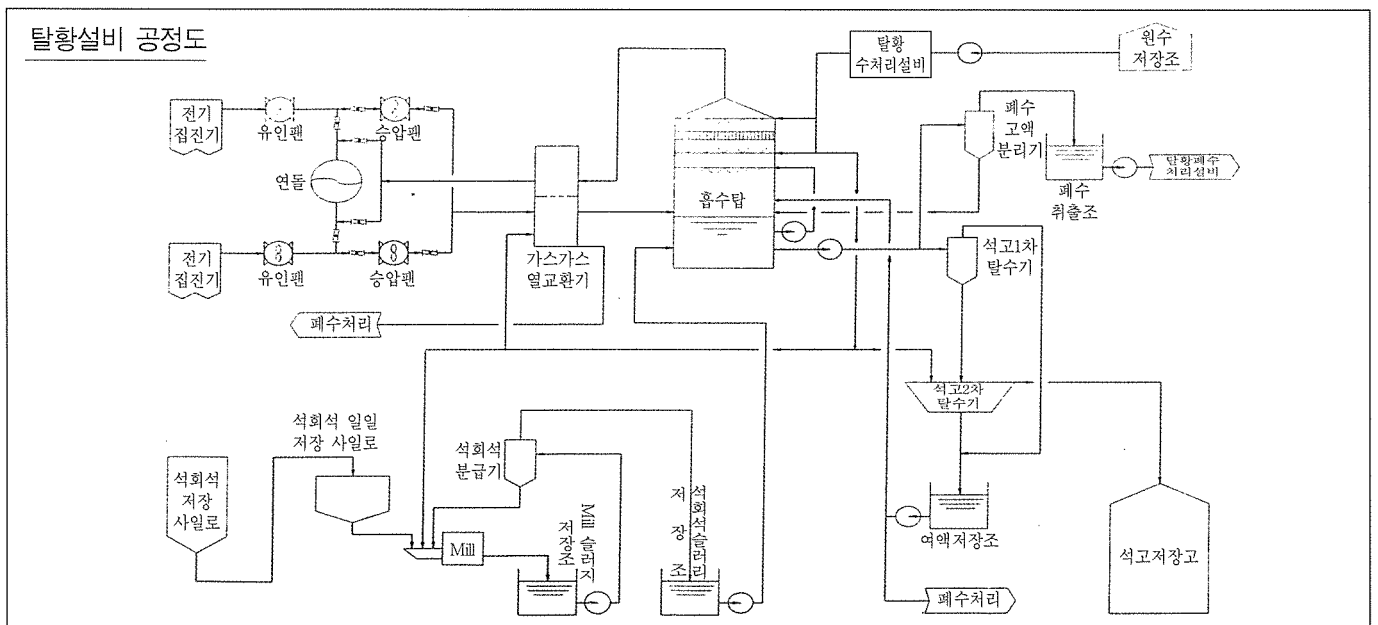 탈황설비 공정도
탈황
수처리설비
원수
저장조
전기
집진기
유인팬
승압팬
폐수
고액
분리기
탈황폐수
처리설비
연돌
흡수탑
폐수
취출조
전기
집진기
유인팬
승압팬
가스가스
열교환기
석고1차
탈수기
폐수처리
석고2차
탈수기
석회석 일일
저장 사일로
석회석
분급기
석회석
저장
사일로
Mill
Mill 슬러지
저장조
석회석슬러리
저 장 조
여액저장조
석고저장고
폐수처리